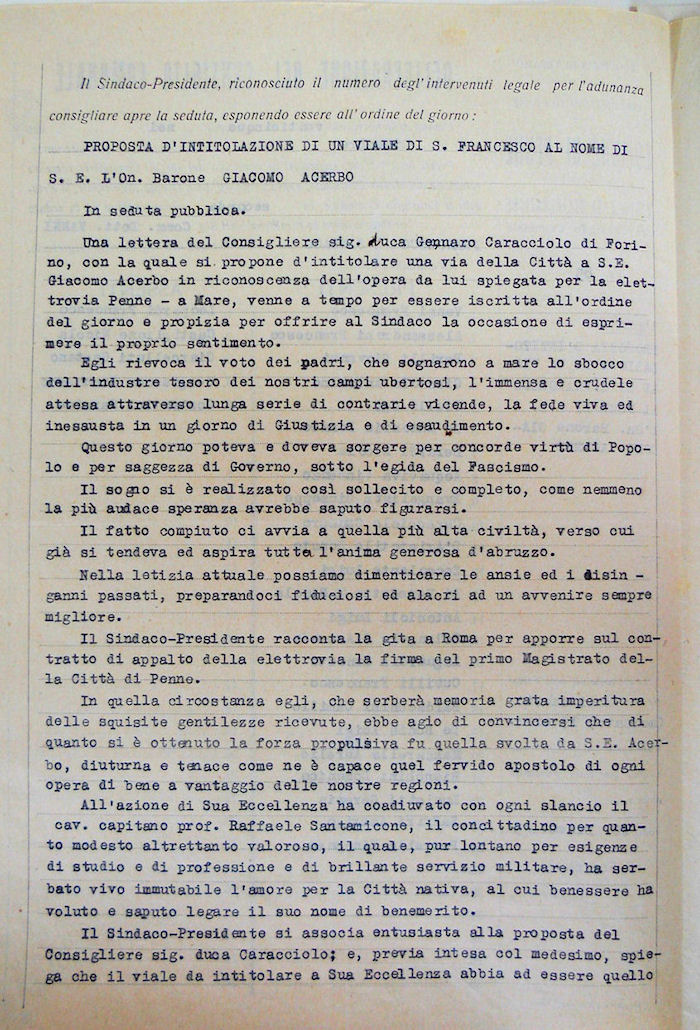 Il Sindaco-Presidente, riconosciuto il numero degl'intervenuti legale per l'adunanza
consigliare apre la seduta, esponendo essere all'ordine del giorno:
PROPOSTA D'INTITOLAZIONE DI UN VIALE DI S. FRANCESCO AL NOME DI
S. E. L'On. Barone GIACOMO ACERBO
In seduta pubblica.
Una lettera del Consigliere sig. duca Gennaro Caracciolo di Fori-
no, con la quale si propone d'intitolare una via della Città a S.E.
Giacomo Acerbo in riconoscenza dell'opera da lui spiegata per la elet-
trovia Penne - a Mare, venne a tempo per essere iscritta all'ordine
del giorno e propizia per offrire al Sindaco la occasione di espri-
mere il proprio sentimento.
Egli rievoca il voto dei padri, che sognarono a mare lo sbocco
dell'industre tesoro dei nostri campi ubertosi, l'immensa e crudele
attesa attraverso lunga serie di contrarie vicende, la fede viva ed
inesausta in un giorno di Giustizia e di esaudimento.
Questo giorno poteva e doveva sorgere per concorde virtù di Popo-
lo e per saggezza di Governo, sotto l'egida del Fascismo.
Il sogno si è realizzato così sollecito e completo, come nemmeno
la più audace speranza avrebbe saputo figurarsi.
Il fatto compiuto ci avvia a quella più alta civiltà, verso cui
già si tendeva ed aspira tutta l'anima generosa d'abruzzo.
Nella letizia attuale possiamo dimenticare le ansie ed i disin -
ganni passati, preparandoci fiduciosi ed alacri ad un avvenire sempre
migliore.
Il Sindaco-Presidente racconta la gita a Roma per apporre sul con-
tratto di appalto della elettrovia la firma del primo Magistrato del-
la Città di Penne.
In quella circostanza egli, che serberà memoria grata imperitura
delle squisite gentilezze ricevute, ebbe agio di convincersi che di
quanto si è ottenuto la forza propulsiva fu quella svolta da S.E. Acer-
bo, diuturna e tenace come ne è capace quel fervido apostolo di ogni
opera di bene a vantaggio delle nostre regioni.
All'azione di Sua Eccellenza ha coadiuvato con ogni slancio il
cav. capitano prof. Raffaele Santamicone, il concittadino per quan-
to modesto altrettanto valoroso, il quale, pur lontano per esigenze
di studio e di professione e di brillante servizio militare, ha ser-
bato vivo immutabile l'amore per la Città nativa, al cui benessere ha
voluto e saputo legare il suo nome di benemerito.
Il Sindaco-Presidente si associa entusiasta alla proposta del
Consigliere sig. duca Caracciolo; e, previa intesa col medesimo, spie-
ga che il viale da intitolare a Sua Eccellenza abbia ad essere quello